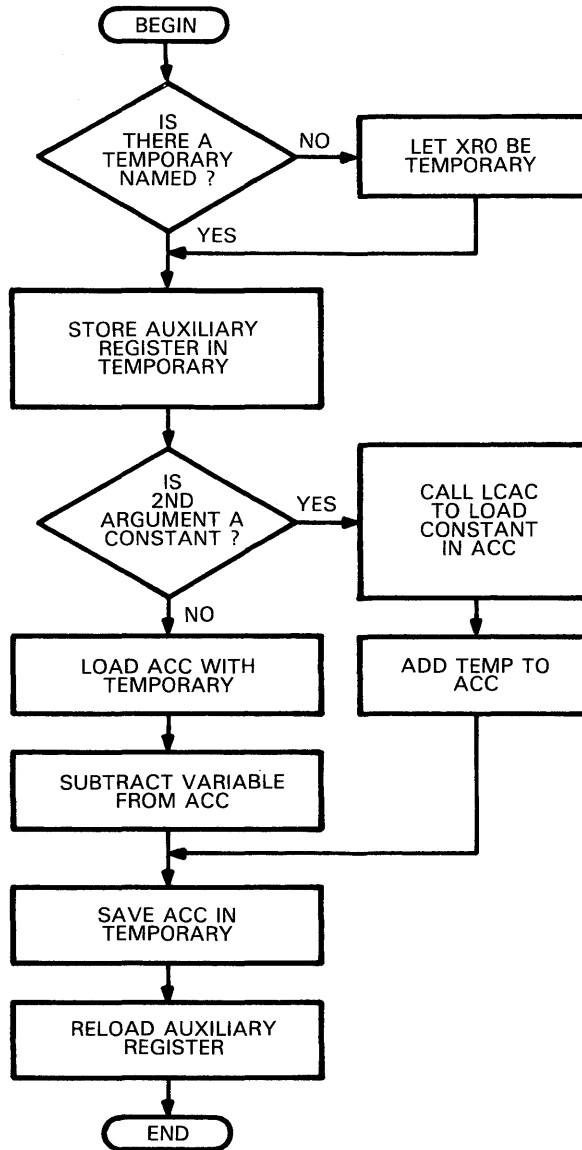 BEGIN
IS
THERE A
TEMPORARY
NAMED ?
NO
LET XR0 BE
TEMPORARY
YES
STORE AUXILIARY
REGISTER IN
TEMPORARY
IS
2ND
ARGUMENT A
CONSTANT ?
YES
CALL LCAC
TO LOAD
CONSTANT
IN ACC
NO
LOAD ACC WITH
TEMPORARY
ADD TEMP TO
ACC
SUBTRACT VARIABLE
FROM ACC
SAVE ACC IN
TEMPORARY
RELOAD AUXILIARY
REGISTER
END